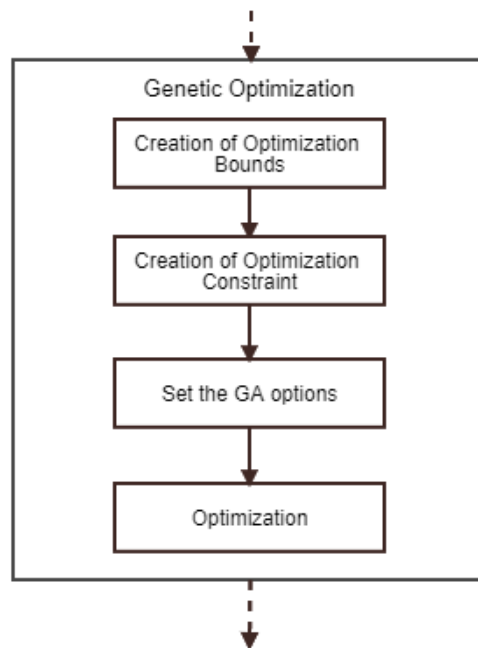 Genetic Optimization
Creation of Optimization
Bounds
Creation of Optimization
Constraint
Set the GA options
Optimization